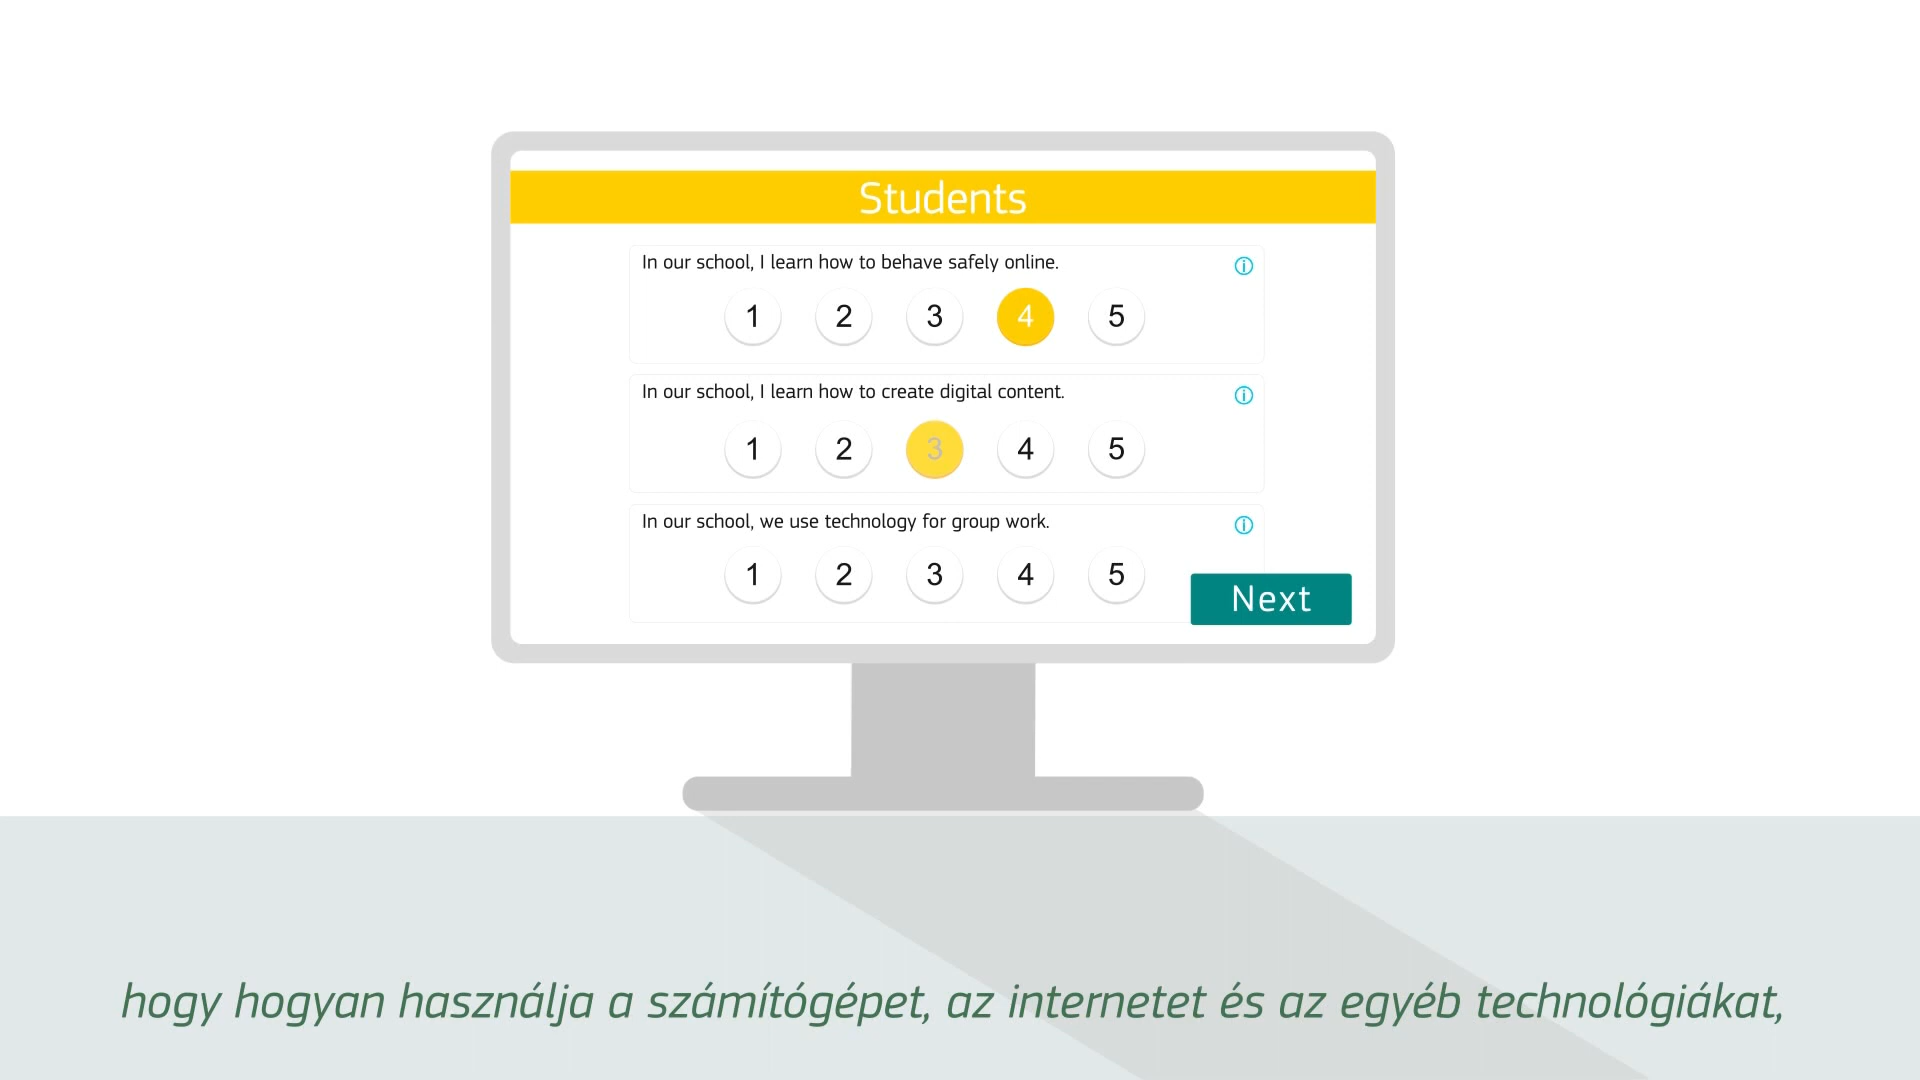 Students
In our school, I learn how to behave safely online.
1 2 3 4 5
In our school, I learn how to create digital content.
1 2 3 4 5
In our school, we use technology for group work.
1 2 3 4 5
Next
hogy hogyan használja a számítógépet, az internetet és az egyéb technológiákat,